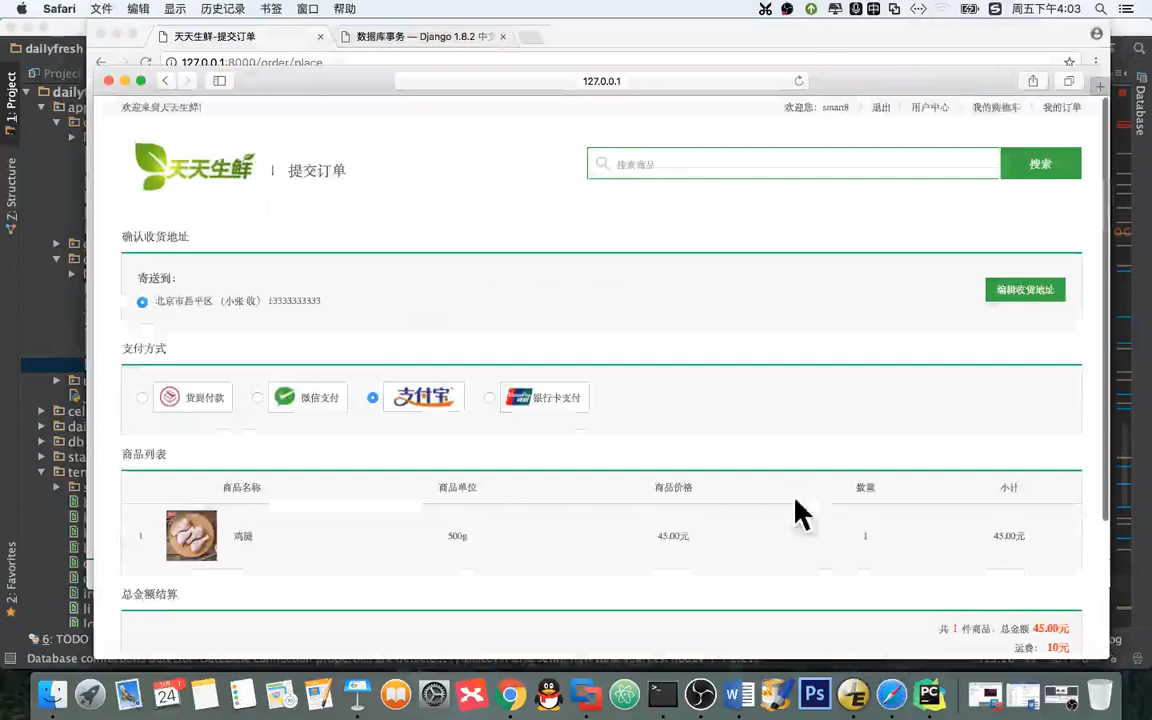 Safari 文件 编辑 显示 历史记录 书签 窗口 帮助 周五下午4:03
天天生鲜-提交订单 × 数据库事务 — Django 1.8.2 中文 ×
dailyfresh
127.0.0.1:8000/order/place
127.0.0.1
欢迎来到天天生鲜!
欢迎您: smart8 退出 用户中心 我的购物车 我的订单
天天生鲜 | 提交订单
搜索商品 搜索
确认收货地址
寄送到:
北京市昌平区 (小张 收) 13333333333
编辑收货地址
支付方式
货到付款 微信支付 支付宝 银行卡支付
商品列表
商品名称 商品单位 商品价格 数量 小计
1 鸡腿 500g 45.00元 1 45.00元
总金额结算
共 1 件商品, 总金额 45.00元
运费: 10元
1: Project
Z: Structure
2: Favorites
Database
6: TODO